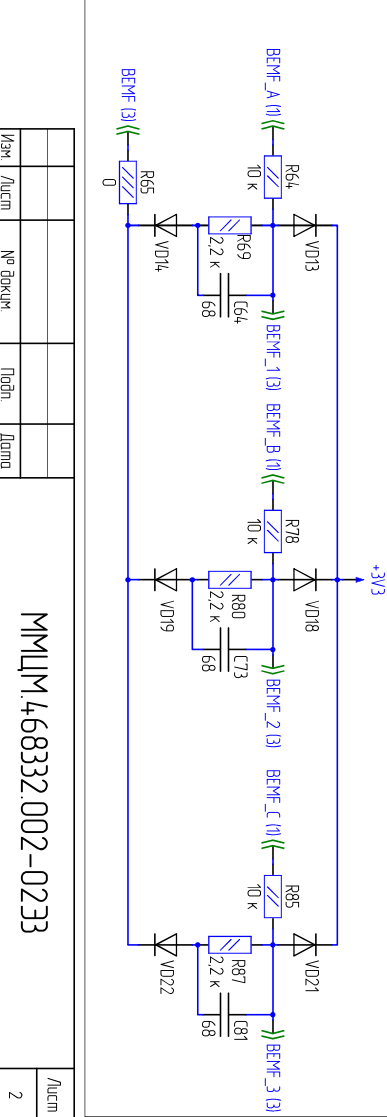 +3V3
VD13
VD18
VD21
R64
R78
R85
BEMF_A (1)
10 к
BEMF_1 (3)
BEMF_B (1)
10 к
BEMF_2 (3)
BEMF_C (1)
10 к
BEMF_3 (3)
R69
C64
R80
C73
R87
C81
2,2 к
68
2,2 к
68
2,2 к
68
VD14
VD19
VD22
R65
BEMF (3)
0
ММЦМ.468332.002-02Э3
Лист
2
Изм.
Лист
№ докум.
Подп.
Дата